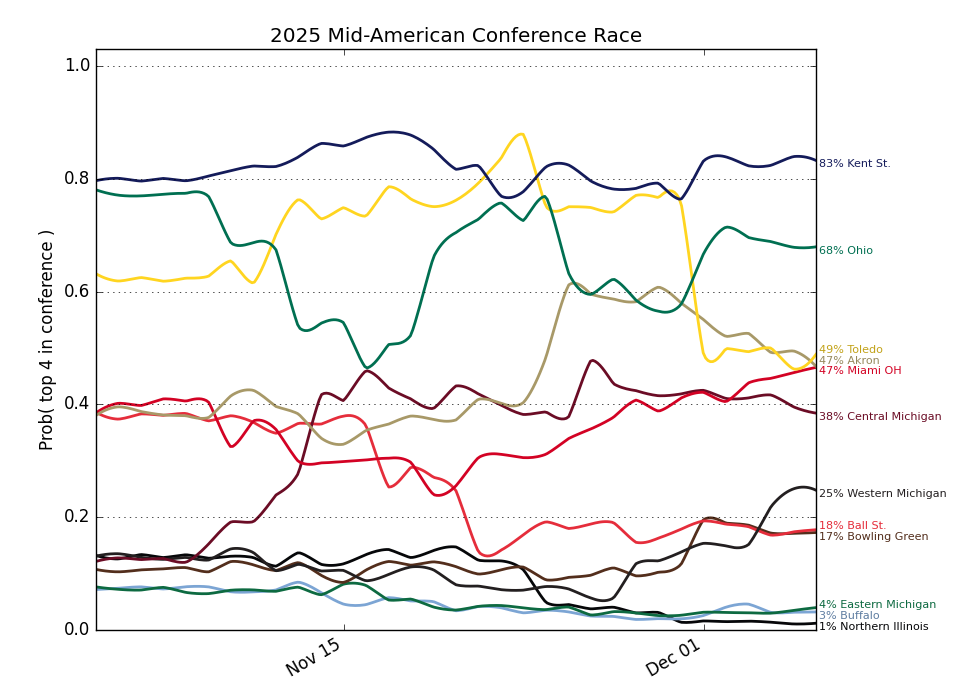 2025 Mid-American Conference Race
Prob( top 4 in conference )
1.0
0.8
0.6
0.4
0.2
0.0
Nov 15
Dec 01
83% Kent St.
68% Ohio
49% Toledo
47% Akron
47% Miami OH
38% Central Michigan
25% Western Michigan
18% Ball St.
17% Bowling Green
4% Eastern Michigan
3% Buffalo
1% Northern Illinois